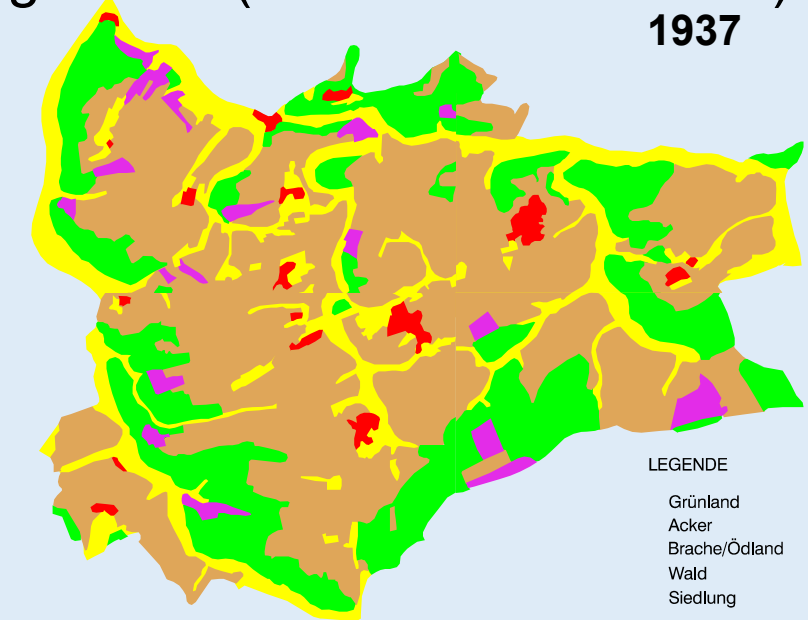 1937
LEGENDE
Grünland
Acker
Brache/Ödland
Wald
Siedlung